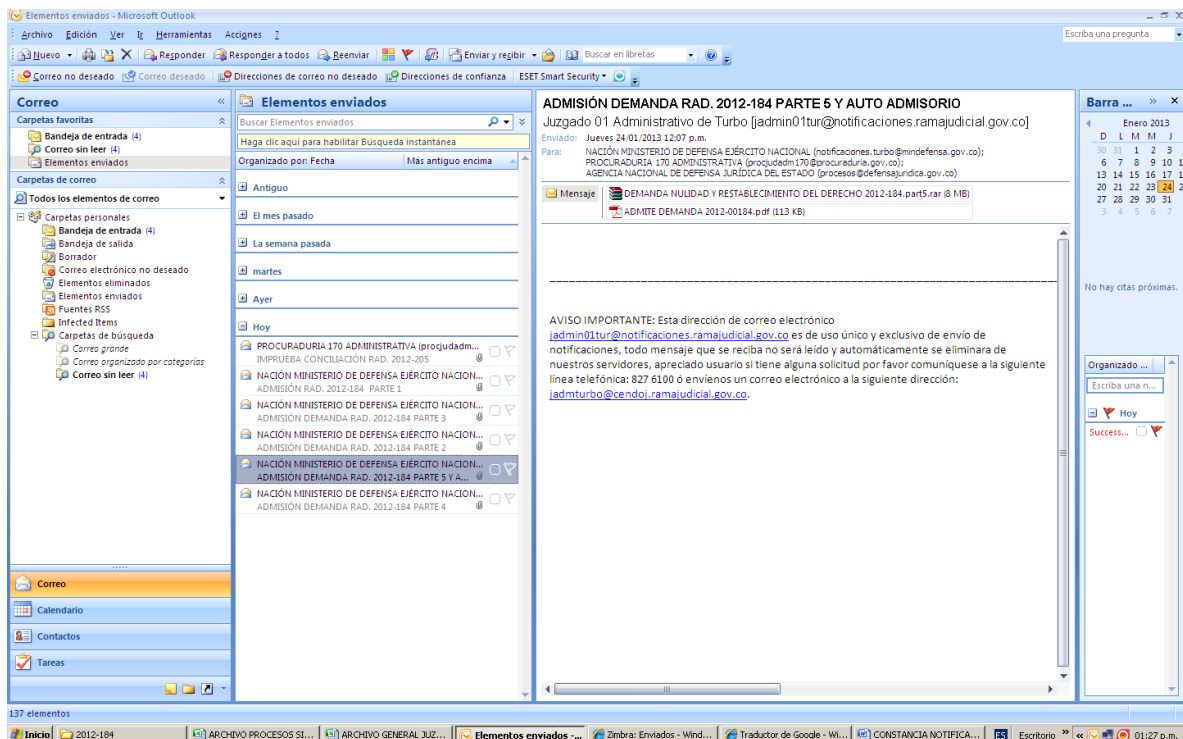 Elementos enviados - Microsoft Outlook
Archivo Edición Ver Ir Herramientas Acciones ?
Escriba una pregunta
Nuevo Responder Responder a todos Reenviar Enviar y recibir Buscar en libretas
Correo no deseado Correo deseado Direcciones de correo no deseado Direcciones de confianza ESET Smart Security
Correo «
Carpetas favoritas
Bandeja de entrada (4)
Correo sin leer (4)
Elementos enviados
Carpetas de correo
Todos los elementos de correo
Carpetas personales
Bandeja de entrada (4)
Bandeja de salida
Borrador
Correo electrónico no deseado
Elementos eliminados
Elementos enviados
Fuentes RSS
Infected Items
Carpetas de búsqueda
Correo grande
Correo organizado por categorías
Correo sin leer (4)
Correo
Calendario
Contactos
Tareas
Elementos enviados
Buscar Elementos enviados
Haga clic aquí para habilitar Búsqueda instantánea
Organizado por: Fecha Más antiguo encima
Antiguo
El mes pasado
La semana pasada
martes
Ayer
Hoy
PROCURADURIA 170 ADMINISTRATIVA (procjudadm...
IMPRUEBA CONCILIACIÓN RAD. 2012-205
NACIÓN MINISTERIO DE DEFENSA EJÉRCITO NACION...
ADMISIÓN RAD. 2012-184 PARTE 1
NACIÓN MINISTERIO DE DEFENSA EJÉRCITO NACION...
ADMISIÓN DEMANDA RAD. 2012-184 PARTE 3
NACIÓN MINISTERIO DE DEFENSA EJÉRCITO NACION...
ADMISIÓN DEMANDA RAD. 2012-184 PARTE 2
NACIÓN MINISTERIO DE DEFENSA EJÉRCITO NACION...
ADMISIÓN DEMANDA RAD. 2012-184 PARTE 5 Y A...
NACIÓN MINISTERIO DE DEFENSA EJÉRCITO NACION...
ADMISIÓN DEMANDA RAD. 2012-184 PARTE 4
ADMISIÓN DEMANDA RAD. 2012-184 PARTE 5 Y AUTO ADMISORIO
Juzgado 01 Administrativo de Turbo [jadmin01tur@notificaciones.ramajudicial.gov.co]
Enviado: Jueves 24/01/2013 12:07 p.m.
Para: NACIÓN MINISTERIO DE DEFENSA EJÉRCITO NACIONAL (notificaciones.turbo@mindefensa.gov.co);
PROCURADURIA 170 ADMINISTRATIVA (procjudadm170@procuraduria.gov.co);
AGENCIA NACIONAL DE DEFENSA JURÍDICA DEL ESTADO (procesos@defensajuridica.gov.co)
Mensaje DEMANDA NULIDAD Y RESTABLECIMIENTO DEL DERECHO 2012-184.part5.rar (8 MB)
ADMITE DEMANDA 2012-00184.pdf (113 KB)
AVISO IMPORTANTE: Esta dirección de correo electrónico
jadmin01tur@notificaciones.ramajudicial.gov.co es de uso único y exclusivo de envío de
notificaciones, todo mensaje que se reciba no será leído y automáticamente se eliminara de
nuestros servidores, apreciado usuario si tiene alguna solicitud por favor comuníquese a la siguiente
línea telefónica: 827 6100 ó envíenos un correo electrónico a la siguiente dirección:
jadmturbo@cendoj.ramajudicial.gov.co.
Barra ... » ×
Enero 2013
D L M M J
30 31 1 2 3
6 7 8 9 10 1
13 14 15 16 17 1
20 21 22 23 24 2
27 28 29 30 31
3 4 5 6 7
No hay citas próximas.
Organizado ...
Escriba una n...
Hoy
Success...
137 elementos
Inicio 2012-184 ARCHIVO PROCESOS SI... ARCHIVO GENERAL JUZ... Elementos enviados -... Zimbra: Enviados - Wind... Traductor de Google - Wi... CONSTANCIA NOTIFICA... ES Escritorio » « 01:27 p.m.